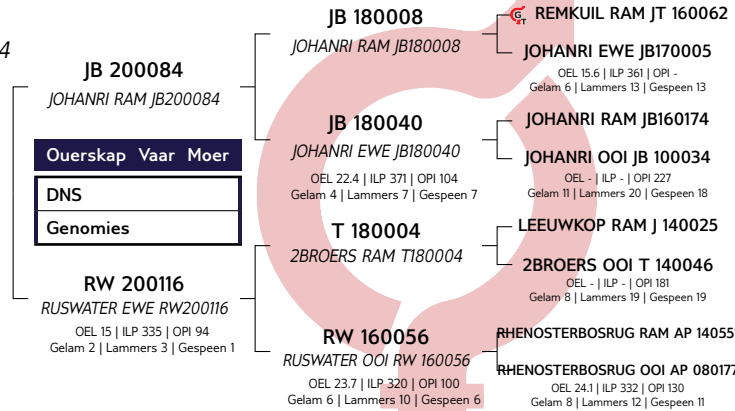 4
JB 200084
JOHANRI RAM JB200084
Ouerskap Vaar Moer
DNS
Genomies
RW 200116
RUSWATER EWE RW200116
OEL 15 | ILP 335 | OPI 94
Gelam 2 | Lammers 3 | Gespeen 1
JB 180008
JOHANRI RAM JB180008
JB 180040
JOHANRI EWE JB180040
OEL 22.4 | ILP 371 | OPI 104
Gelam 4 | Lammers 7 | Gespeen 7
T 180004
2BROERS RAM T180004
RW 160056
RUSWATER OOI RW 160056
OEL 23.7 | ILP 320 | OPI 100
Gelam 6 | Lammers 10 | Gespeen 6
GT REMKUIL RAM JT 160062
JOHANRI EWE JB170005
OEL 15.6 | ILP 361 | OPI -
Gelam 6 | Lammers 13 | Gespeen 13
JOHANRI RAM JB160174
JOHANRI OOI JB 100034
OEL - | ILP - | OPI 227
Gelam 11 | Lammers 20 | Gespeen 18
LEEUWKOP RAM J 140025
2BROERS OOI T 140046
OEL - | ILP - | OPI 181
Gelam 8 | Lammers 19 | Gespeen 19
RHENOSTERBOSRUG RAM AP 14055
RHENOSTERBOSRUG OOI AP 080177
OEL 24.1 | ILP 332 | OPI 130
Gelam 8 | Lammers 12 | Gespeen 11